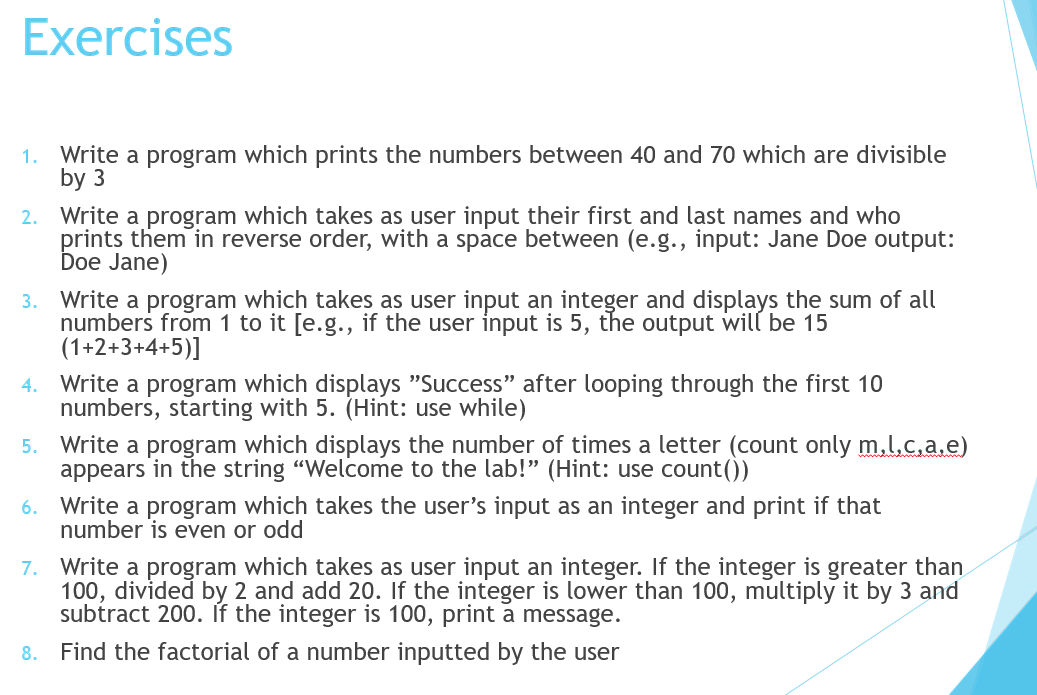 Exercises
1. Write a program which prints the numbers between 40 and 70 which are divisible
by 3
2. Write a program which takes as user input their first and last names and who
prints them in reverse order, with a space between (e.g., input: Jane Doe output:
Doe Jane)
3. Write a program which takes as user input an integer and displays the sum of all
numbers from 1 to it [e.g., if the user input is 5, the output will be 15
(1+2+3+4+5)]
4. Write a program which displays ”Success” after looping through the first 10
numbers, starting with 5. (Hint: use while)
5. Write a program which displays the number of times a letter (count only m,l,c,a,e)
appears in the string “Welcome to the lab!” (Hint: use count())
6. Write a program which takes the user’s input as an integer and print if that
number is even or odd
7. Write a program which takes as user input an integer. If the integer is greater than
100, divided by 2 and add 20. If the integer is lower than 100, multiply it by 3 and
subtract 200. If the integer is 100, print a message.
8. Find the factorial of a number inputted by the user